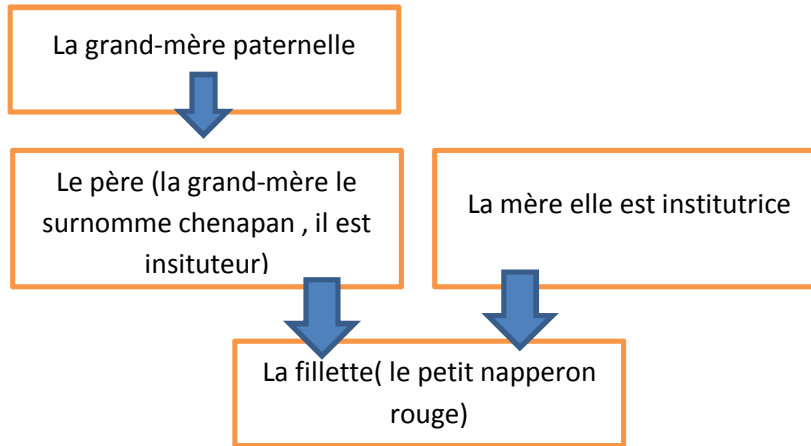 La grand-mère paternelle
Le père (la grand-mère le
surnomme chenapan , il est
insituteur)
La mère elle est institutrice
La fillette( le petit napperon
rouge)